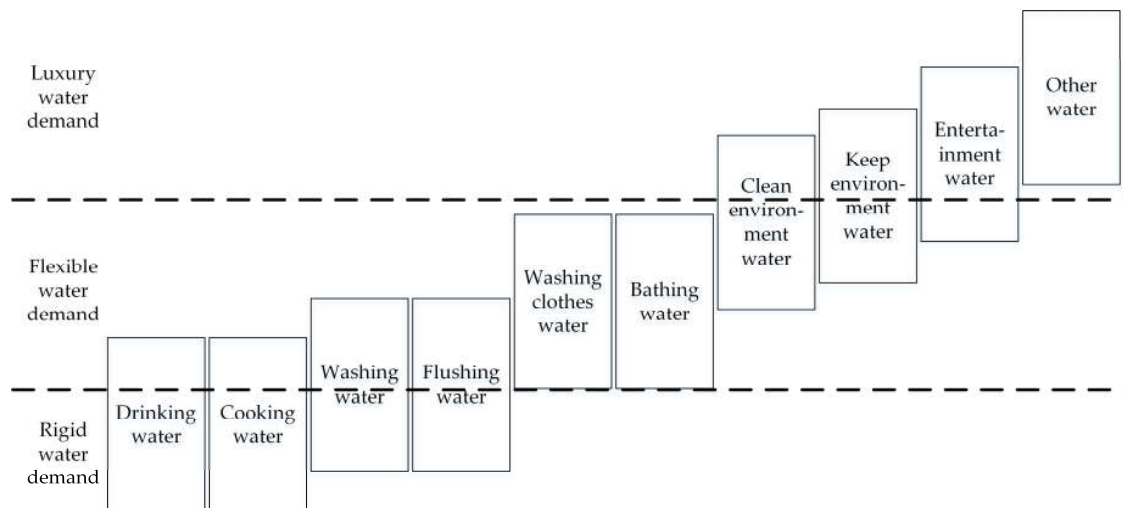 Luxury
water
demand
Flexible
water
demand
Rigid
water
demand
Drinking
water
Cooking
water
Washing
water
Flushing
water
Washing
clothes
water
Bathing
water
Clean
environ-
ment
water
Keep
environ-
ment
water
Enterta-
inment
water
Other
water